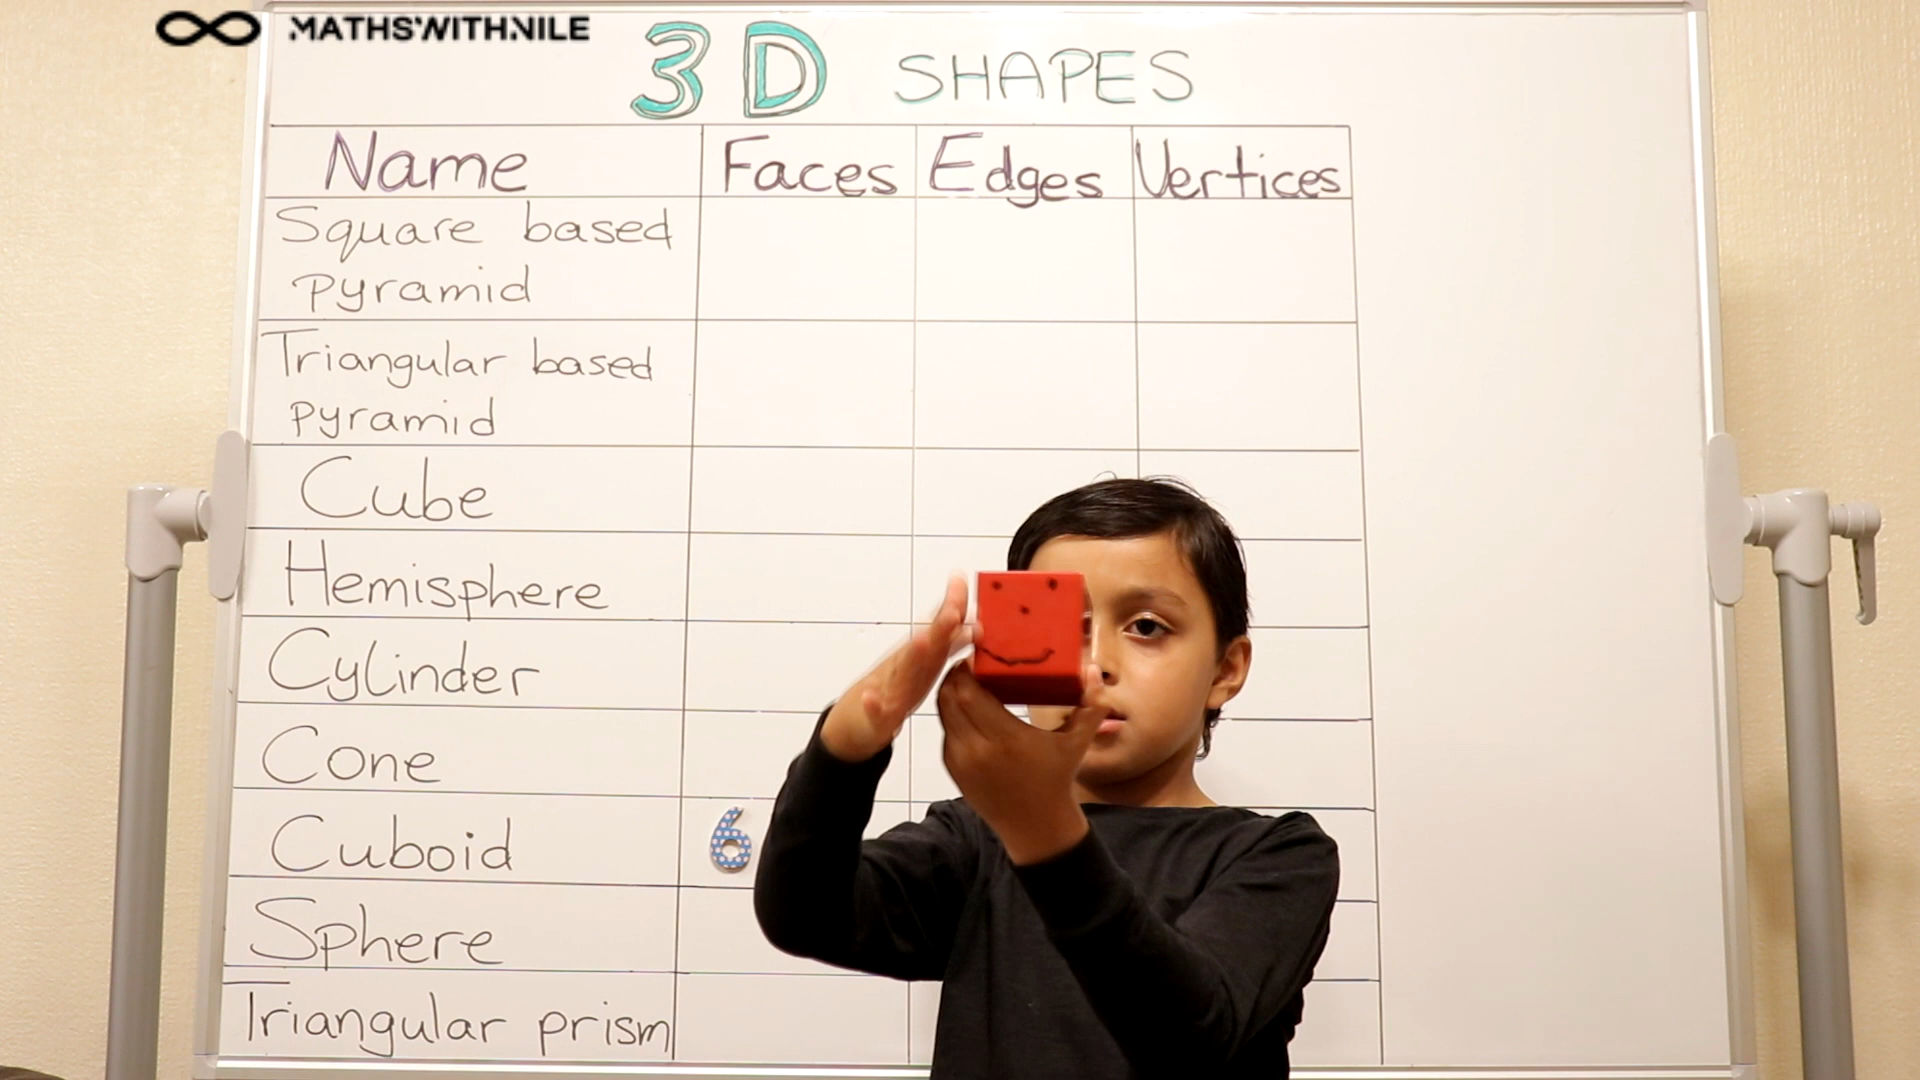 MATHSWITHNILE
3D SHAPES
Name Faces Edges Vertices
Square based
pyramid
Triangular based
pyramid
Cube
Hemisphere
Cylinder
Cone
Cuboid 6
Sphere
Triangular prism